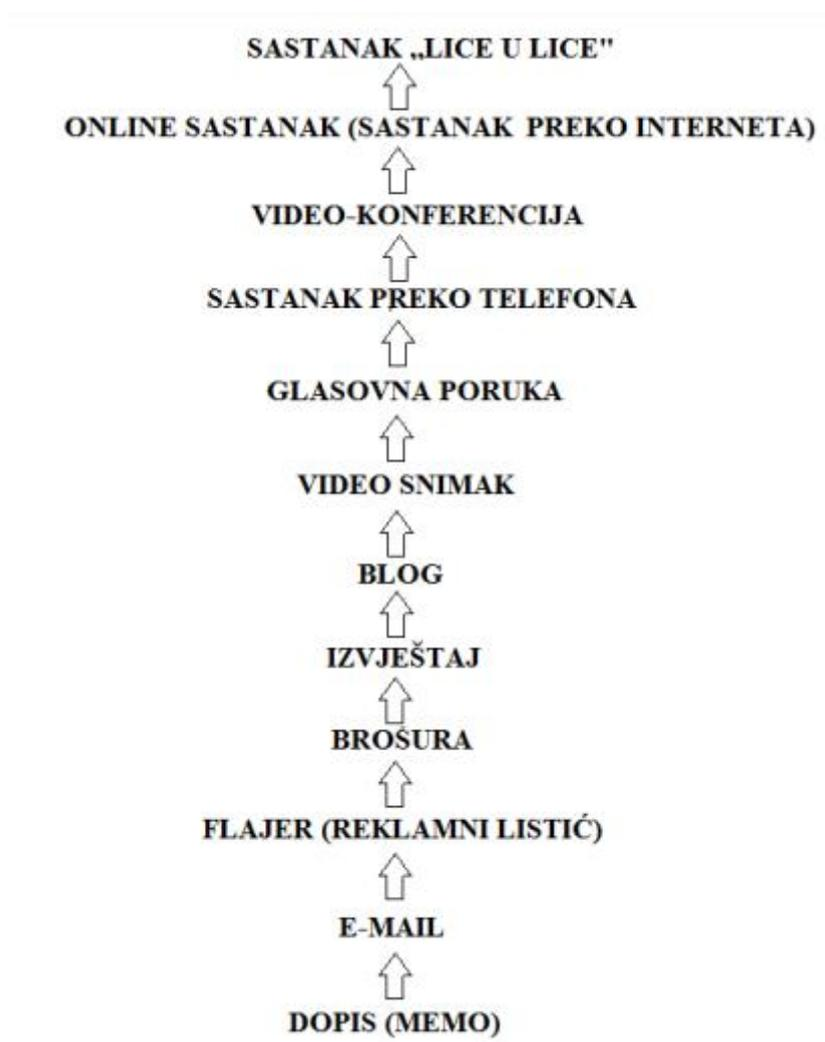 SASTANAK „LICE U LICE"
ONLINE SASTANAK (SASTANAK PREKO INTERNETA)
VIDEO-KONFERENCIJA
SASTANAK PREKO TELEFONA
GLASOVNA PORUKA
VIDEO SNIMAK
BLOG
IZVJEŠTAJ
BROŠURA
FLAJER (REKLAMNI LISTIĆ)
E-MAIL
DOPIS (MEMO)